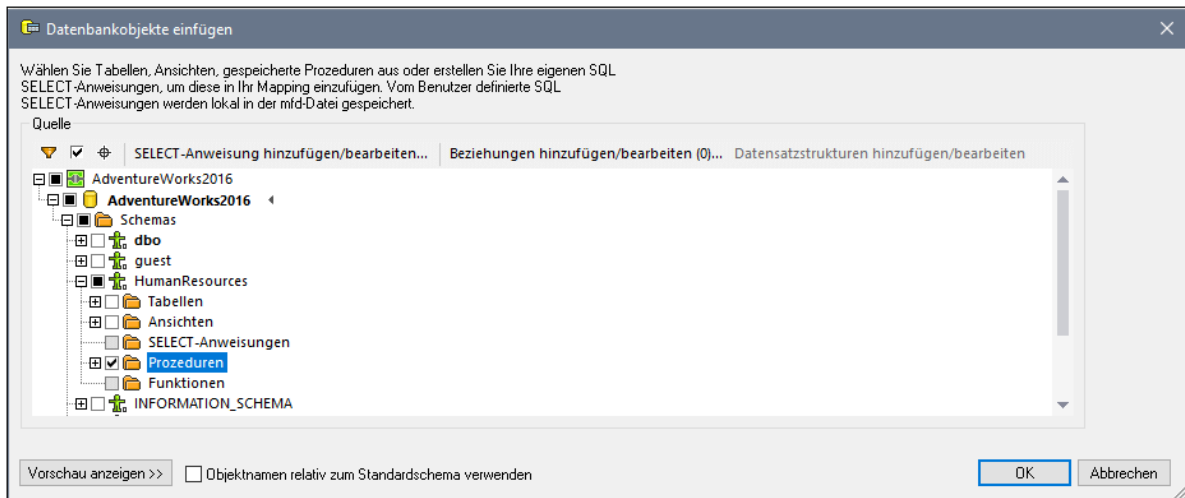 Datenbankobjekte einfügen
Wählen Sie Tabellen, Ansichten, gespeicherte Prozeduren aus oder erstellen Sie Ihre eigenen SQL
SELECT-Anweisungen, um diese in Ihr Mapping einzufügen. Vom Benutzer definierte SQL
SELECT-Anweisungen werden lokal in der mfd-Datei gespeichert.
Quelle
SELECT-Anweisung hinzufügen/bearbeiten... Beziehungen hinzufügen/bearbeiten (0)... Datensatzstrukturen hinzufügen/bearbeiten
AdventureWorks2016
AdventureWorks2016
Schemas
dbo
guest
HumanResources
Tabellen
Ansichten
SELECT-Anweisungen
Prozeduren
Funktionen
INFORMATION_SCHEMA
Vorschau anzeigen >> Objektnamen relativ zum Standardschema verwenden OK Abbrechen